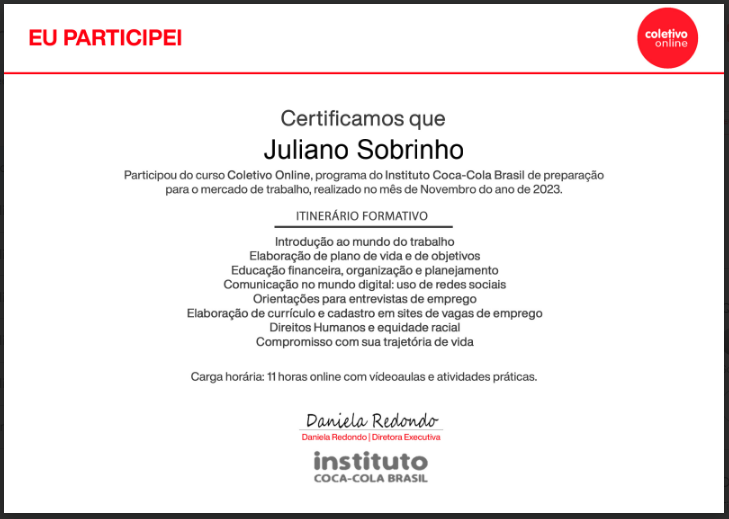 EU PARTICIPEI
coletivo
online
Certificamos que
Juliano Sobrinho
Participou do curso Coletivo Online, programa do Instituto Coca-Cola Brasil de preparação
para o mercado de trabalho, realizado no mês de Novembro do ano de 2023.
ITINERÁRIO FORMATIVO
Introdução ao mundo do trabalho
Elaboração de plano de vida e de objetivos
Educação financeira, organização e planejamento
Comunicação no mundo digital: uso de redes sociais
Orientações para entrevistas de emprego
Elaboração de currículo e cadastro em sites de vagas de emprego
Direitos Humanos e equidade racial
Compromisso com sua trajetória de vida
Carga horária: 11 horas online com vídeoaulas e atividades práticas.
Daniela Redondo
Daniela Redondo | Diretora Executiva
instituto
COCA-COLA BRASIL